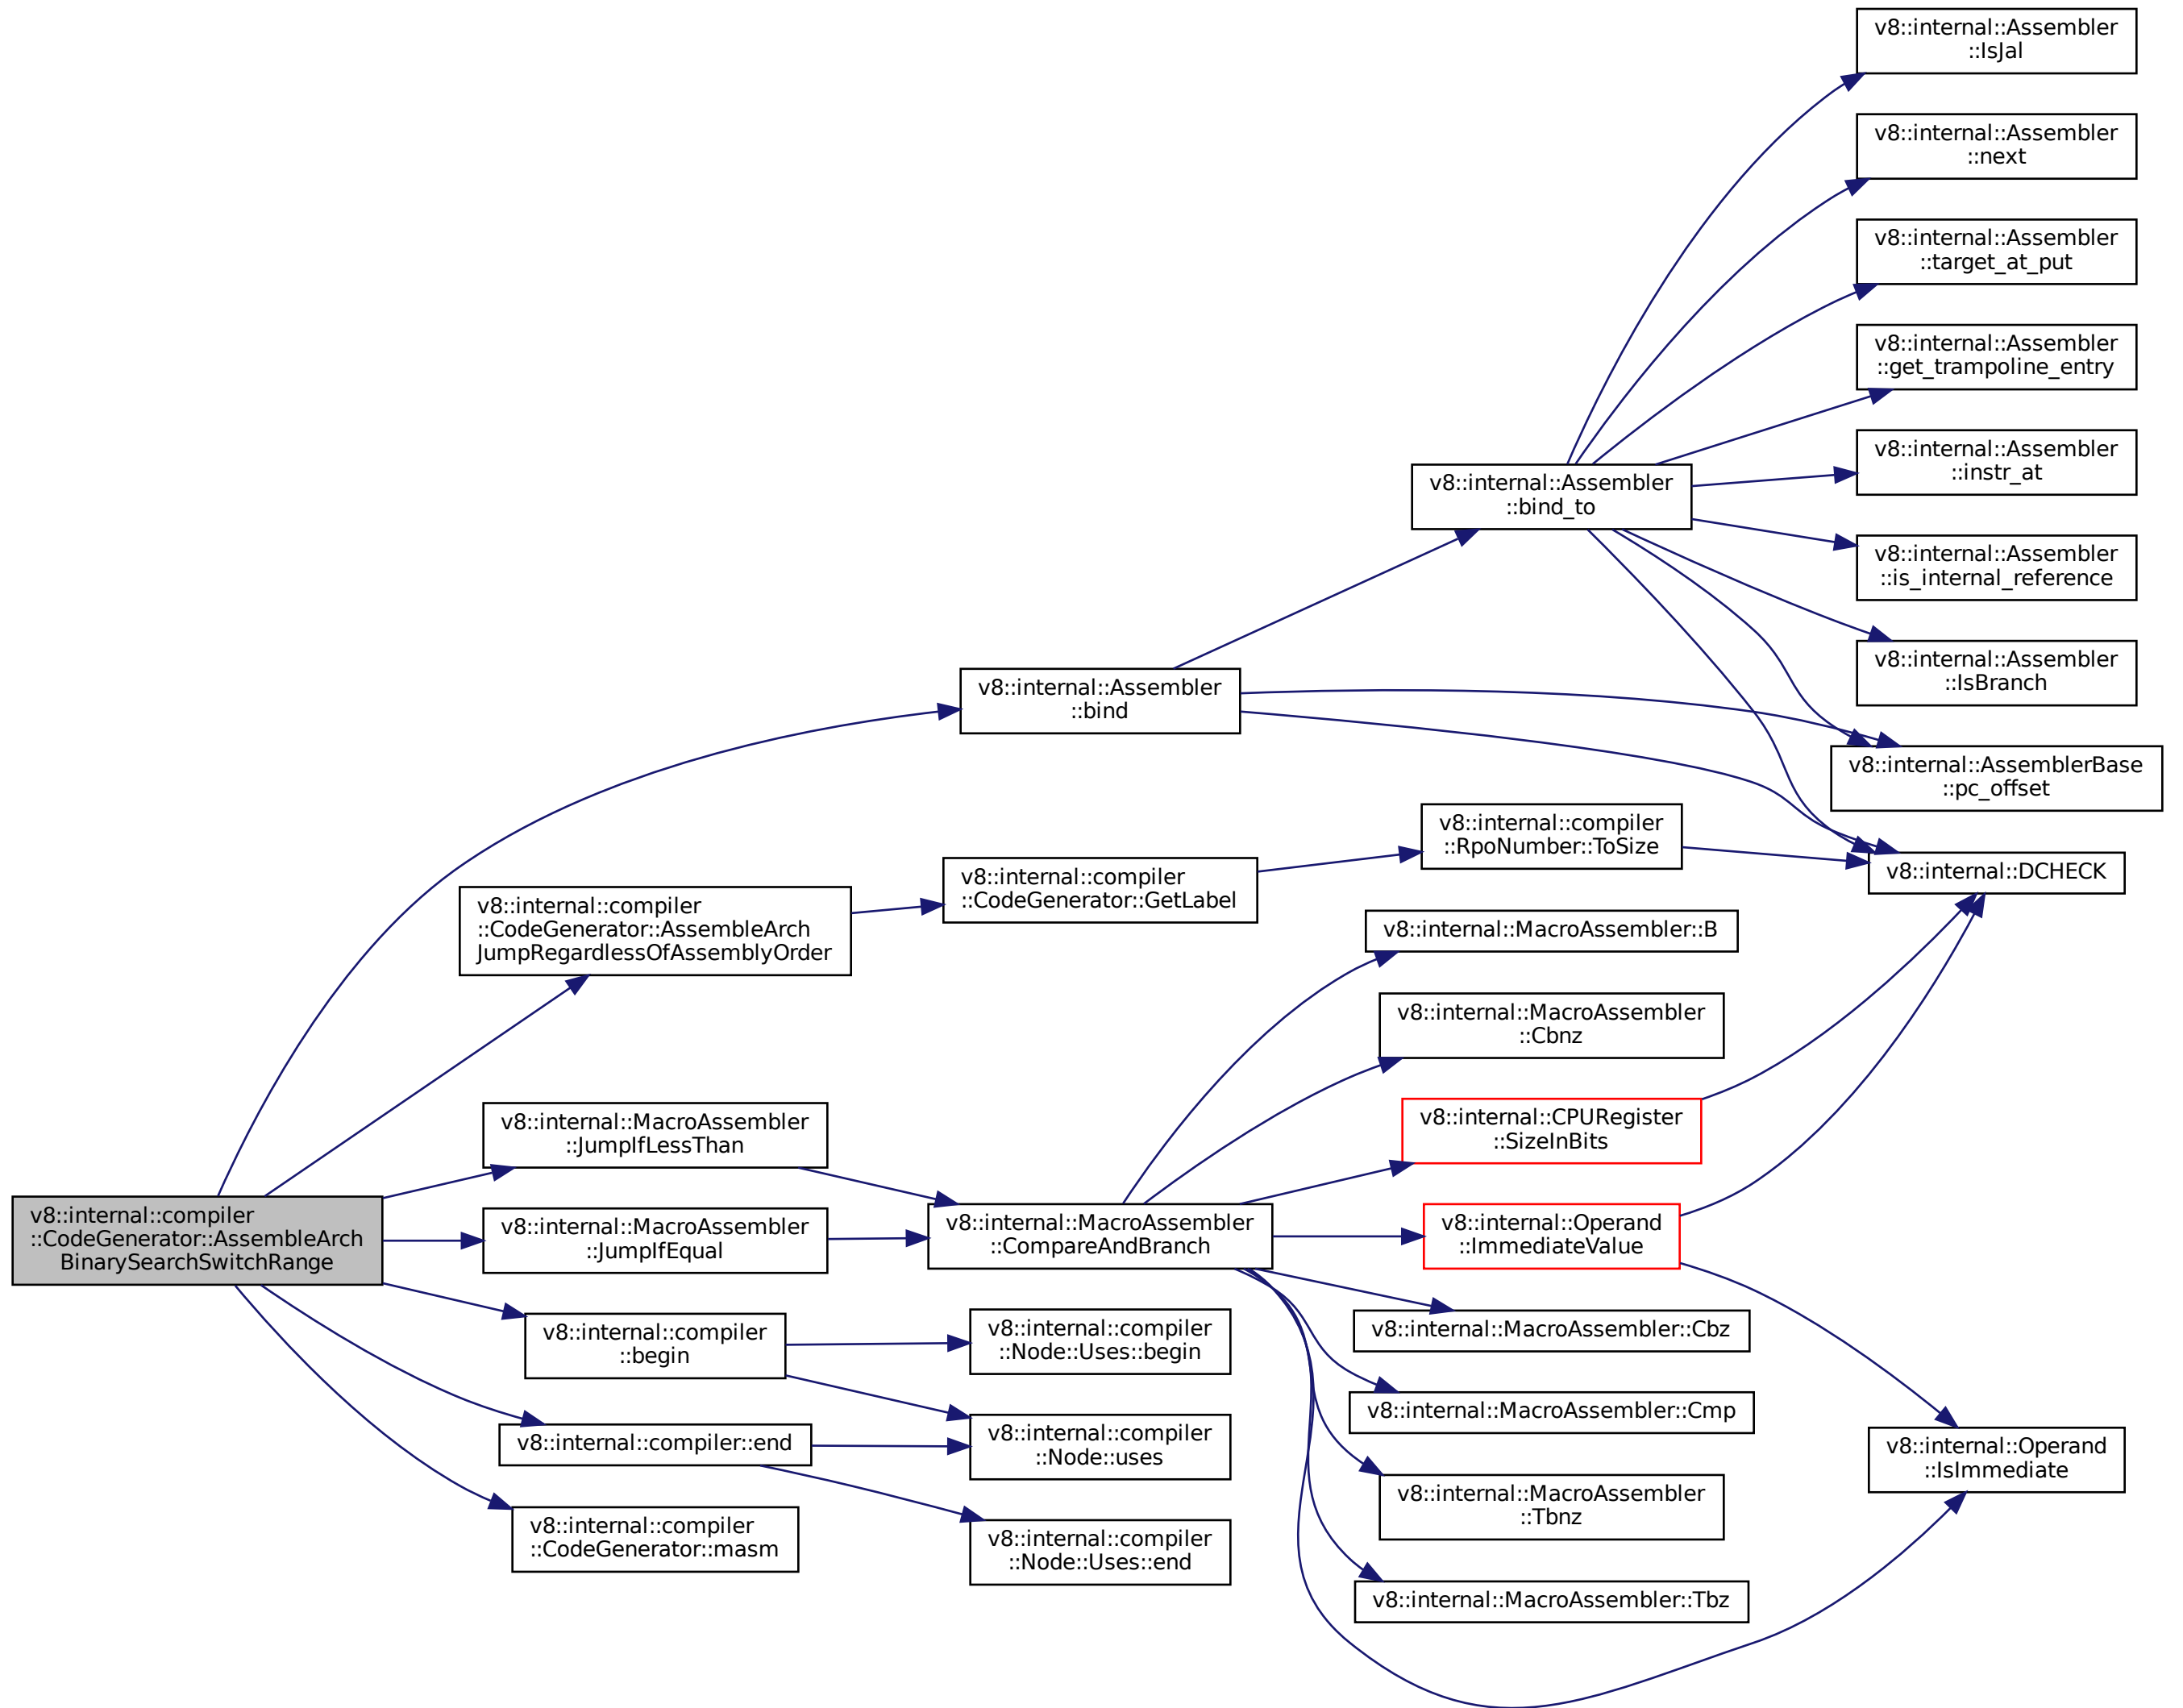 v8::internal::compiler
::CodeGenerator::AssembleArch
BinarySearchSwitchRange
v8::internal::compiler
::CodeGenerator::AssembleArch
JumpRegardlessOfAssemblyOrder
v8::internal::MacroAssembler
::JumpIfLessThan
v8::internal::MacroAssembler
::JumpIfEqual
v8::internal::compiler
::begin
v8::internal::compiler::end
v8::internal::compiler
::CodeGenerator::masm
v8::internal::Assembler
::bind
v8::internal::compiler
::CodeGenerator::GetLabel
v8::internal::MacroAssembler
::CompareAndBranch
v8::internal::compiler
::Node::Uses::begin
v8::internal::compiler
::Node::uses
v8::internal::compiler
::Node::Uses::end
v8::internal::Assembler
::bind_to
v8::internal::compiler
::RpoNumber::ToSize
v8::internal::MacroAssembler::B
v8::internal::MacroAssembler
::Cbnz
v8::internal::CPURegister
::SizeInBits
v8::internal::Operand
::ImmediateValue
v8::internal::MacroAssembler::Cbz
v8::internal::MacroAssembler::Cmp
v8::internal::MacroAssembler
::Tbnz
v8::internal::MacroAssembler::Tbz
v8::internal::Assembler
::IsJal
v8::internal::Assembler
::next
v8::internal::Assembler
::target_at_put
v8::internal::Assembler
::get_trampoline_entry
v8::internal::Assembler
::instr_at
v8::internal::Assembler
::is_internal_reference
v8::internal::Assembler
::IsBranch
v8::internal::AssemblerBase
::pc_offset
v8::internal::DCHECK
v8::internal::Operand
::IsImmediate